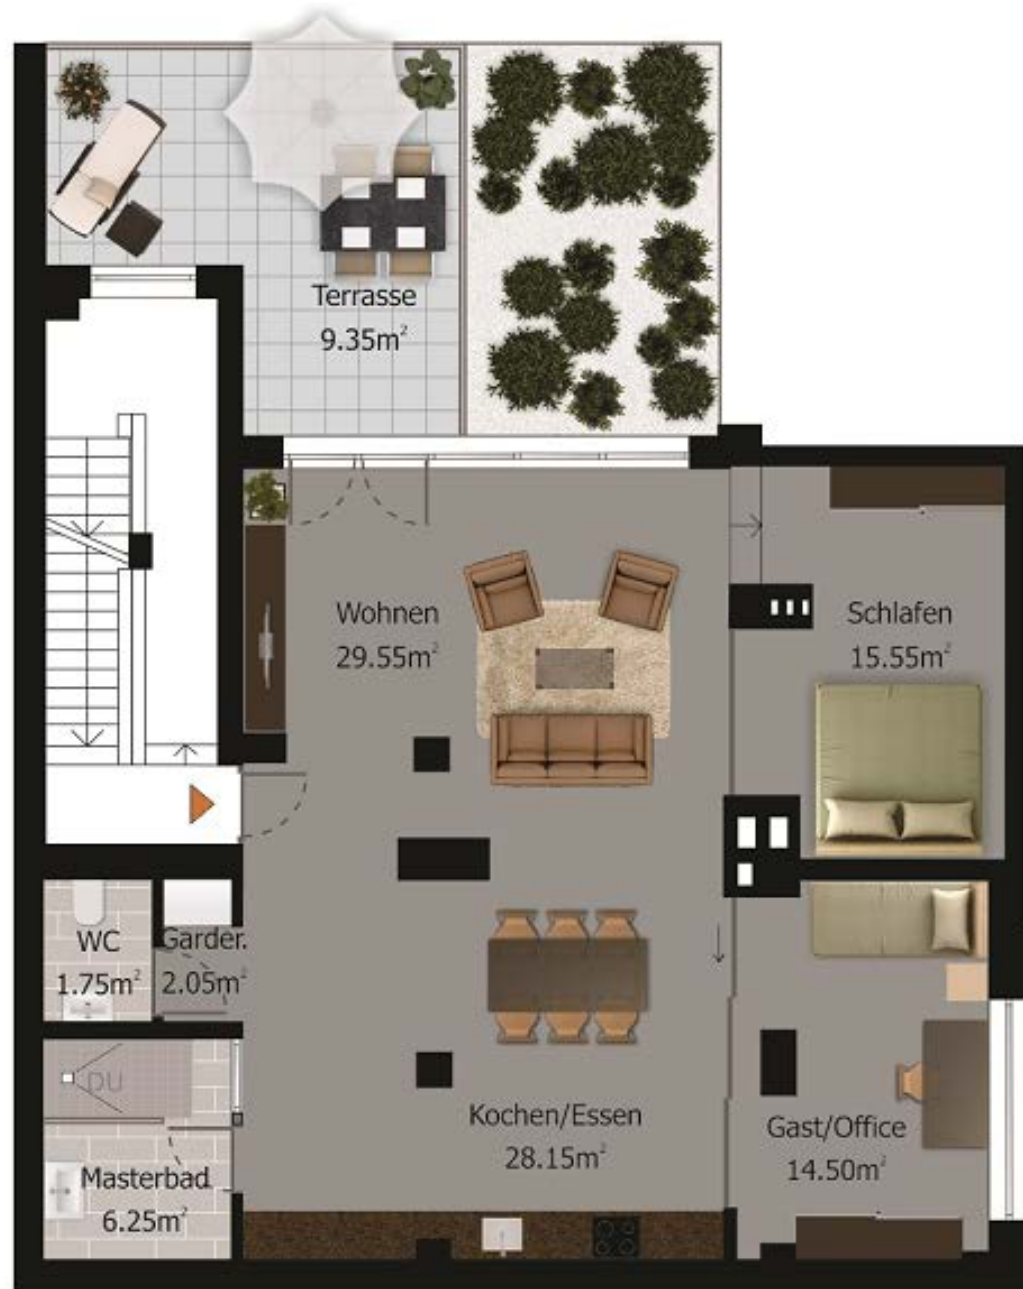 Terrasse
9.35m²
Wohnen
29.55m²
Schlafen
15.55m²
WC
1.75m²
Garder.
2.05m²
DU
Kochen/Essen
28.15m²
Gast/Office
14.50m²
Masterbad
6.25m²